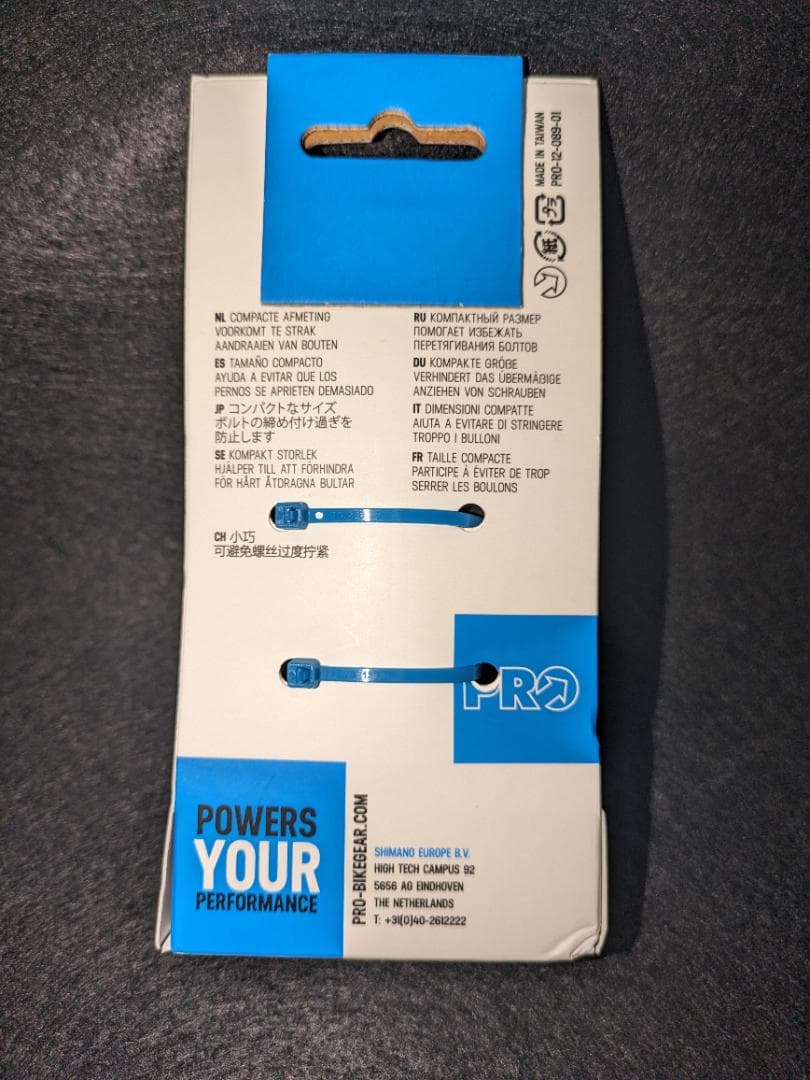 MADE IN TAIWAN
PRO-12-089-01
紙
プラ
NL COMPACTE AFMETING
VOORKOMT TE STRAK
AANDRAAIEN VAN BOUTEN
ES TAMAÑO COMPACTO
AYUDA A EVITAR QUE LOS
PERNOS SE APRIETEN DEMASIADO
JP コンパクトなサイズ
ボルトの締め付け過ぎを
防止します
SE KOMPAKT STORLEK
HJÄLPER TILL ATT FÖRHINDRA
FÖR HÅRT ÅTDRAGNA BULTAR
CH 小巧
可避免螺丝过度拧紧
RU КОМПАКТНЫЙ РАЗМЕР
ПОМОГАЕТ ИЗБЕЖАТЬ
ПЕРЕТЯГИВАНИЯ БОЛТОВ
DU KOMPAKTE GRÖßE
VERHINDERT DAS ÜBERMÄßIGE
ANZIEHEN VON SCHRAUBEN
IT DIMENSIONI COMPATTE
AIUTA A EVITARE DI STRINGERE
TROPPO I BULLONI
FR TAILLE COMPACTE
PARTICIPE À ÉVITER DE TROP
SERRER LES BOULONS
PRO
POWERS
YOUR
PERFORMANCE
PRO-BIKEGEAR.COM
SHIMANO EUROPE B.V.
HIGH TECH CAMPUS 92
5656 AG EINDHOVEN
THE NETHERLANDS
T: +31(0)40-2612222